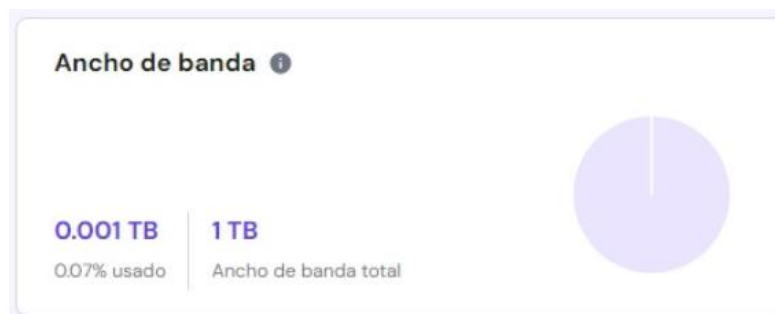 Ancho de banda
0.001 TB
1 TB
0.07% usado
Ancho de banda total